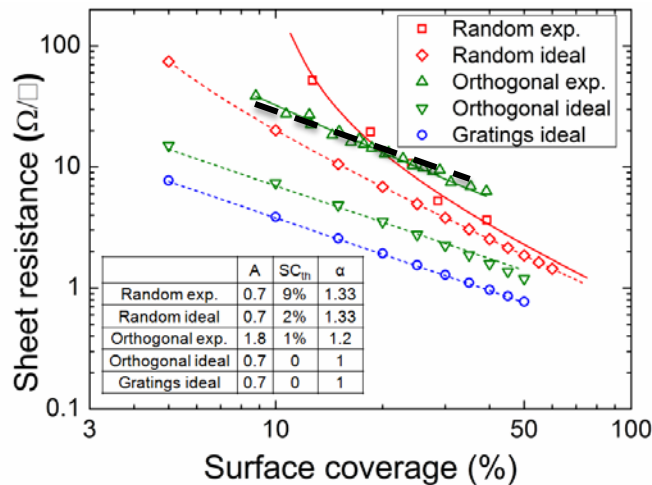 100
10
1
0.1
3
10
50
100
Sheet resistance (Ω/□)
Surface coverage (%)
Random exp.
Random ideal
Orthogonal exp.
Orthogonal ideal
Gratings ideal
A SCth α
Random exp. 0.7 9% 1.33
Random ideal 0.7 2% 1.33
Orthogonal exp. 1.8 1% 1.2
Orthogonal ideal 0.7 0 1
Gratings ideal 0.7 0 1